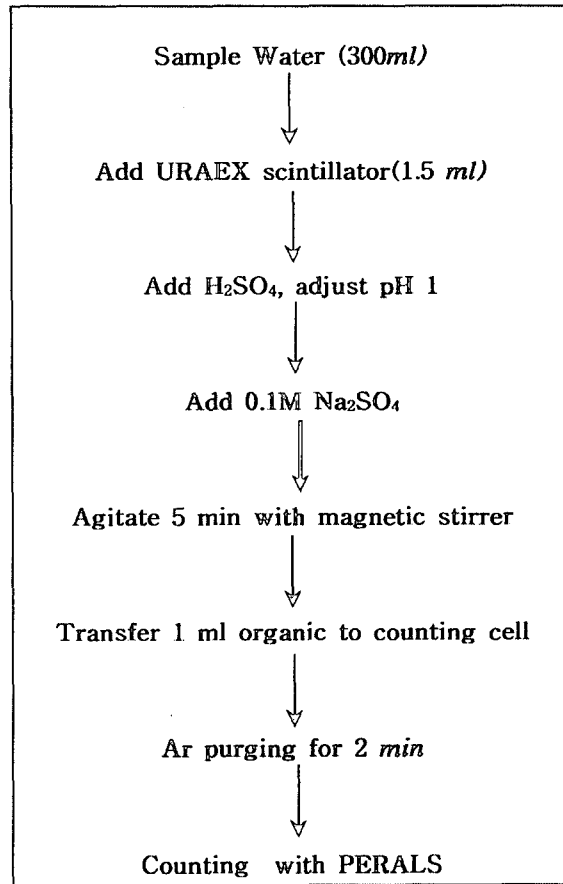 Sample Water (300ml)
Add URAEX scintillator(1.5 ml)
Add H₂SO₄, adjust pH 1
Add 0.1M Na₂SO₄
Agitate 5 min with magnetic stirrer
Transfer 1 ml organic to counting cell
Ar purging for 2 min
Counting with PERALS